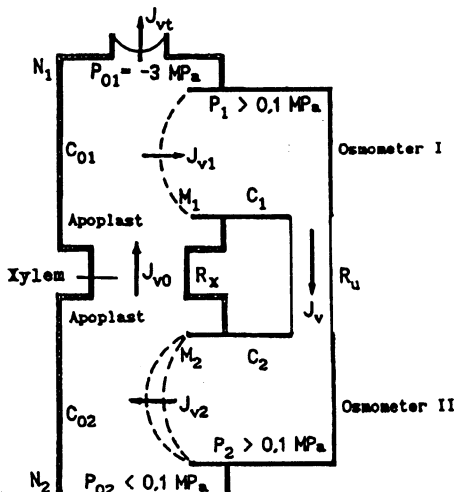 J_vt
N_1
P_01 = -3 MPa
P_1 > 0,1 MPa
C_01
J_v1
Osmometer I
M_1
C_1
Apoplast
Xylem
J_v0
R_x
J_v
R_u
Apoplast
M_2
C_2
C_02
J_v2
Osmometer II
P_2 > 0,1 MPa
N_2
P_02 < 0,1 MPa